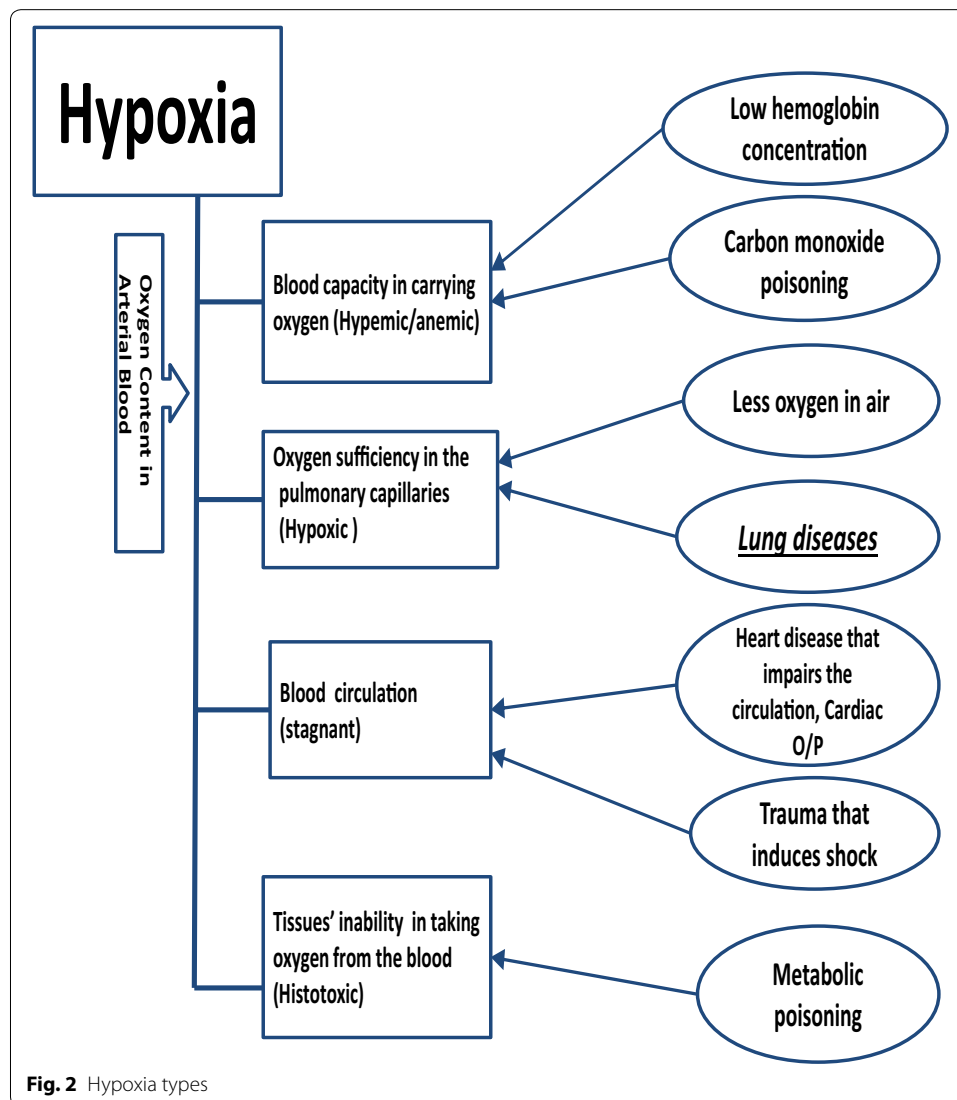 Hypoxia
Oxygen Content in
Arterial Blood
Blood capacity in carrying
oxygen (Hypemic/anemic)
Low hemoglobin
concentration
Carbon monoxide
poisoning
Oxygen sufficiency in the
pulmonary capillaries
(Hypoxic )
Less oxygen in air
Lung diseases
Blood circulation
(stagnant)
Heart disease that
impairs the
circulation, Cardiac
O/P
Trauma that
induces shock
Tissues’ inability in taking
oxygen from the blood
(Histotoxic)
Metabolic
poisoning
Fig. 2 Hypoxia types